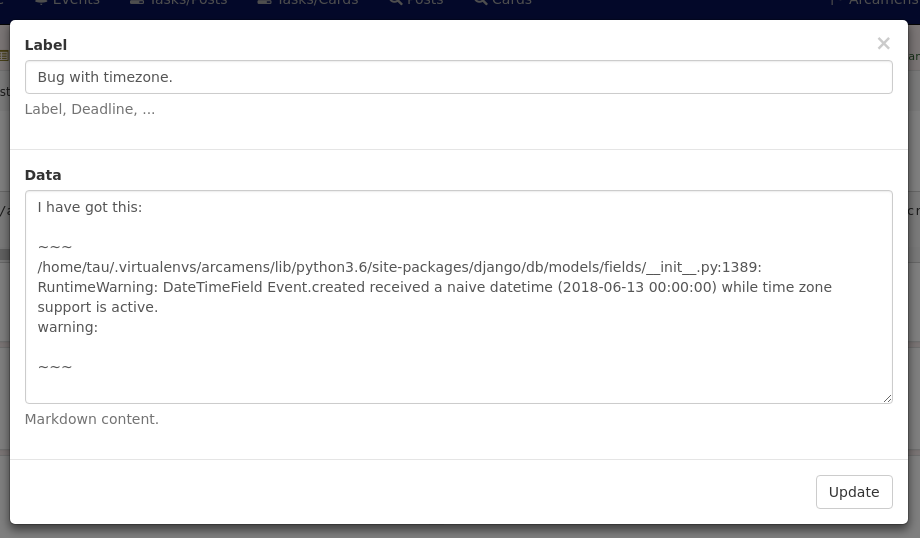 Events Tasks/Posts Tasks/Cards Posts Cards Arcamens
Label ×
Bug with timezone.
Label, Deadline, ...
Data
I have got this:
~~~
/home/tau/.virtualenvs/arcamens/lib/python3.6/site-packages/django/db/models/fields/__init__.py:1389:
RuntimeWarning: DateTimeField Event.created received a naive datetime (2018-06-13 00:00:00) while time zone
support is active.
warning:
~~~
Markdown content.
Update